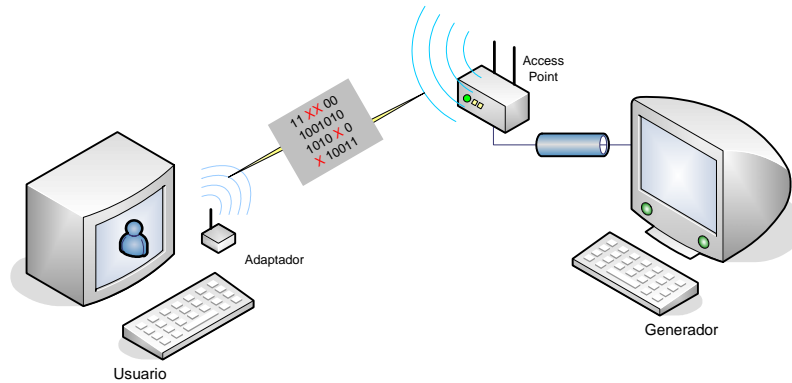 Access
Point
11 XX 00
1001010
1010 X 0
X 10011
Adaptador
Generador
Usuario